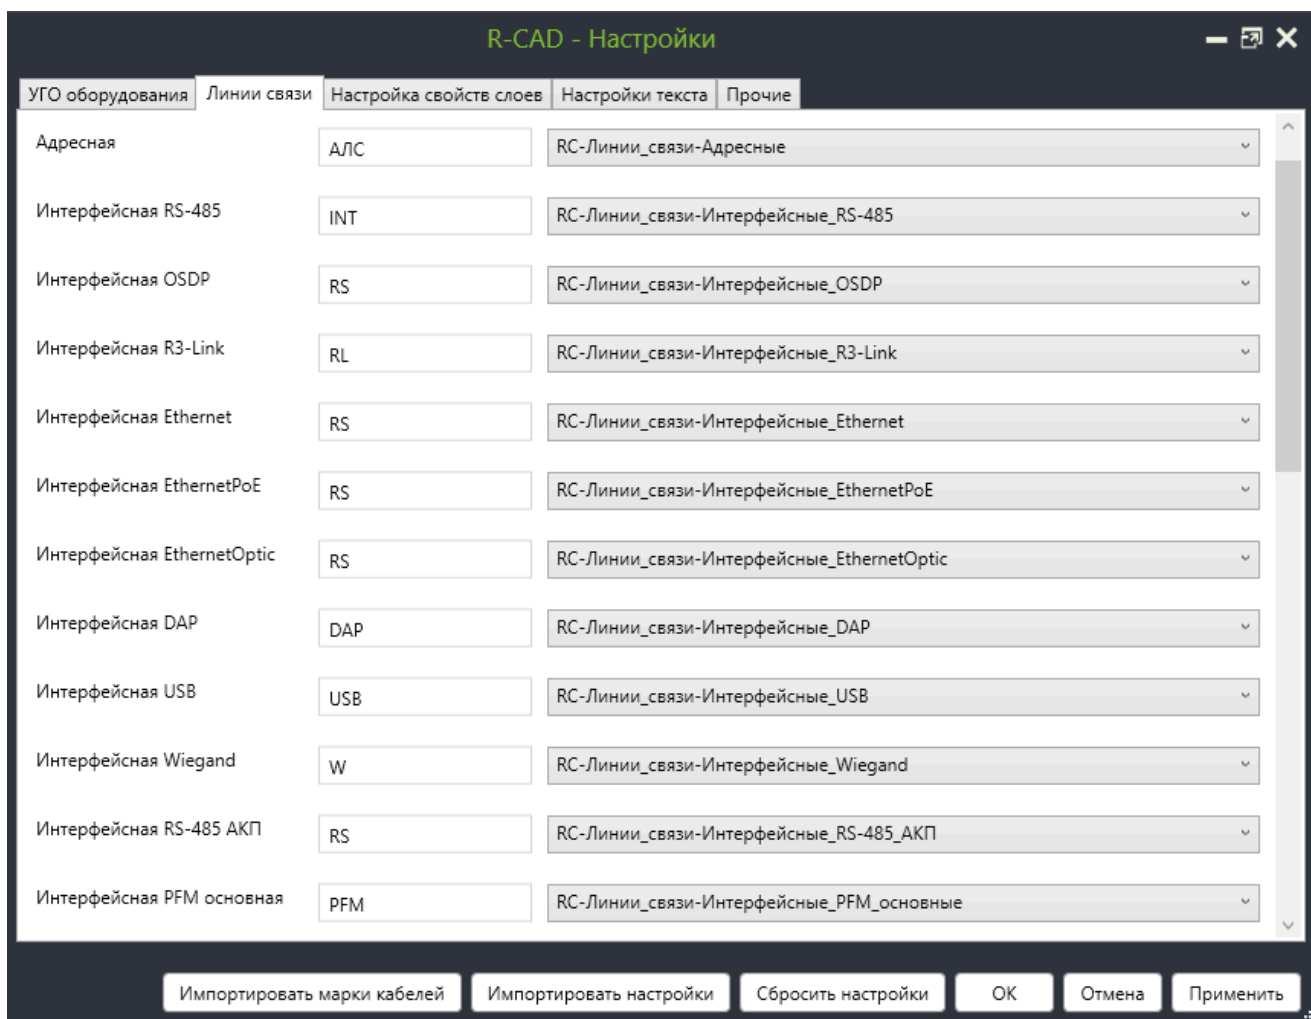 R-CAD - Настройки
УГО оборудования Линии связи Настройка свойств слоев Настройки текста Прочие
Адресная АЛС RC-Линии_связи-Адресные
Интерфейсная RS-485 INT RC-Линии_связи-Интерфейсные_RS-485
Интерфейсная OSDP RS RC-Линии_связи-Интерфейсные_OSDP
Интерфейсная R3-Link RL RC-Линии_связи-Интерфейсные_R3-Link
Интерфейсная Ethernet RS RC-Линии_связи-Интерфейсные_Ethernet
Интерфейсная EthernetPoE RS RC-Линии_связи-Интерфейсные_EthernetPoE
Интерфейсная EthernetOptic RS RC-Линии_связи-Интерфейсные_EthernetOptic
Интерфейсная DAP DAP RC-Линии_связи-Интерфейсные_DAP
Интерфейсная USB USB RC-Линии_связи-Интерфейсные_USB
Интерфейсная Wiegand W RC-Линии_связи-Интерфейсные_Wiegand
Интерфейсная RS-485 АКП RS RC-Линии_связи-Интерфейсные_RS-485_АКП
Интерфейсная PFM основная PFM RC-Линии_связи-Интерфейсные_PFM_основные
Импортировать марки кабелей Импортировать настройки Сбросить настройки OK Отмена Применить